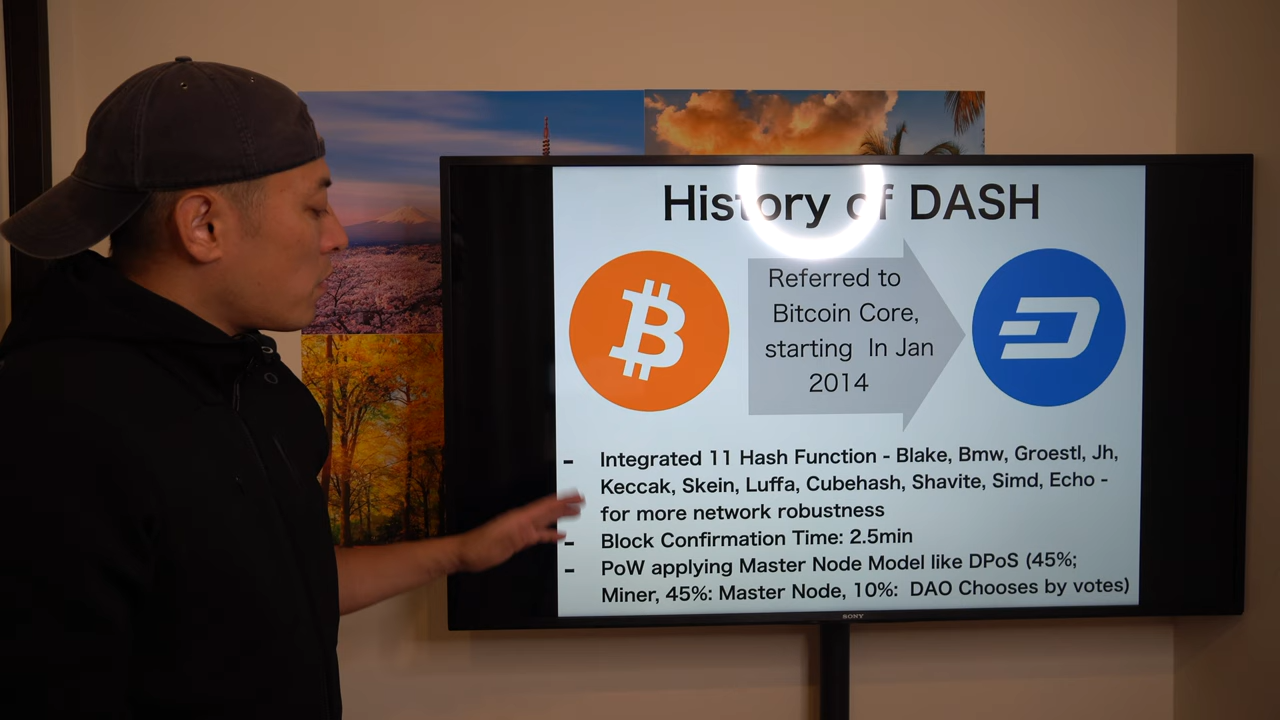 History of DASH
Referred to
Bitcoin Core,
starting In Jan
2014
- Integrated 11 Hash Function - Blake, Bmw, Groestl, Jh,
Keccak, Skein, Luffa, Cubehash, Shavite, Simd, Echo -
for more network robustness
- Block Confirmation Time: 2.5min
- PoW applying Master Node Model like DPoS (45%;
Miner, 45%: Master Node, 10%: DAO Chooses by votes)
SONY